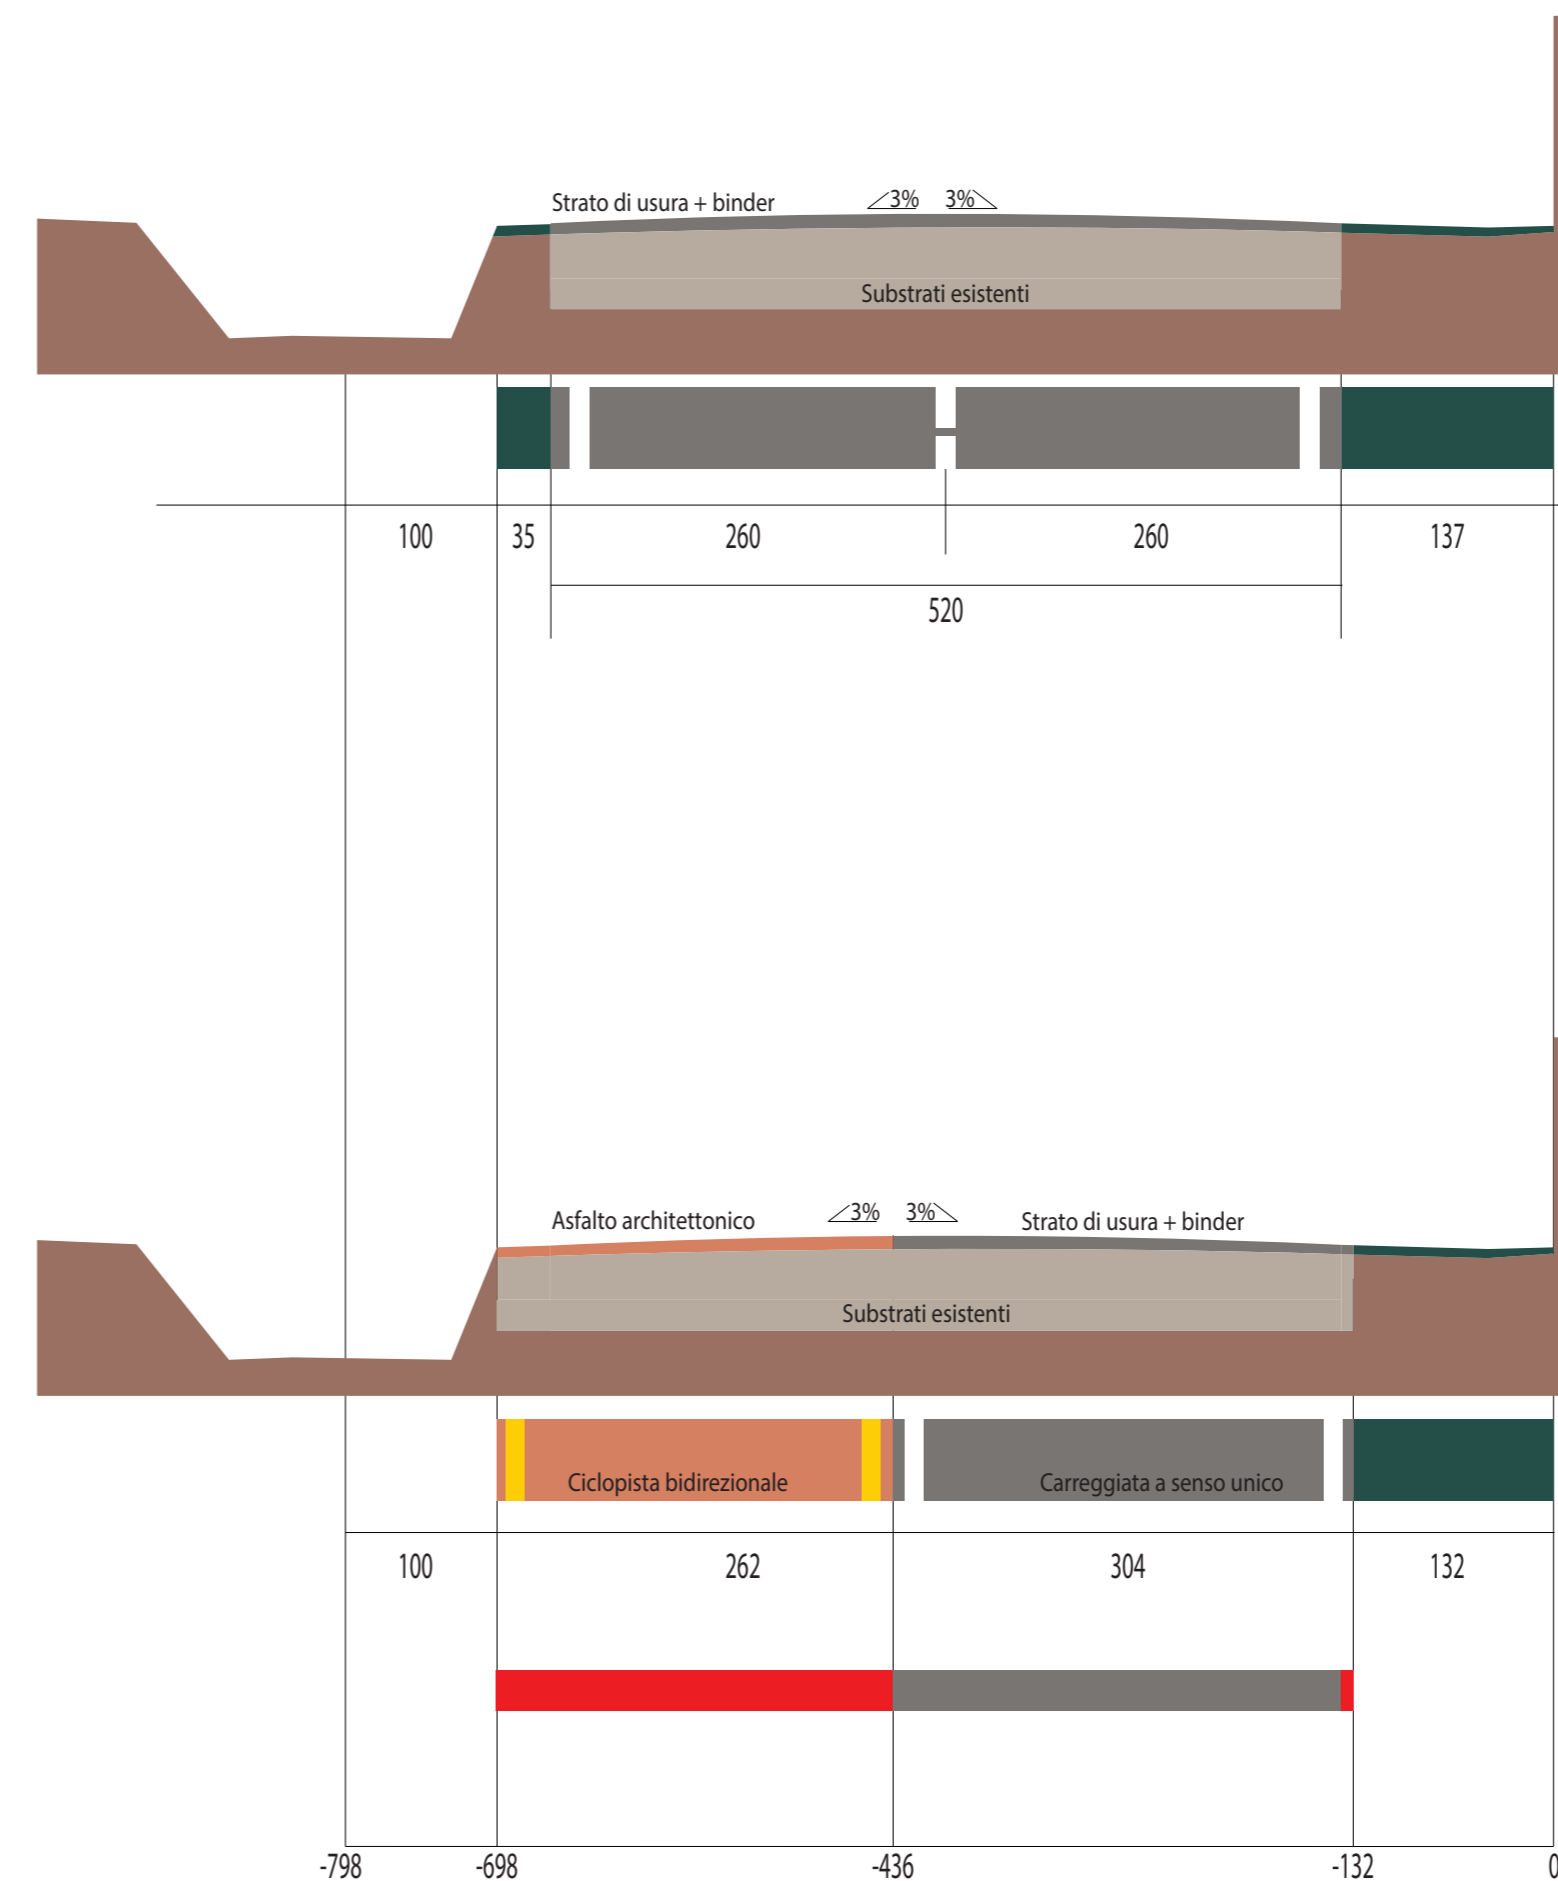 Strato di usura + binder 3% 3%
Substrati esistenti
100 35 260 260 137
520
Asfalto architettonico 3% 3% Strato di usura + binder
Substrati esistenti
Ciclopista bidirezionale Carreggiata a senso unico
100 262 304 132
-798 -698 -436 -132 0